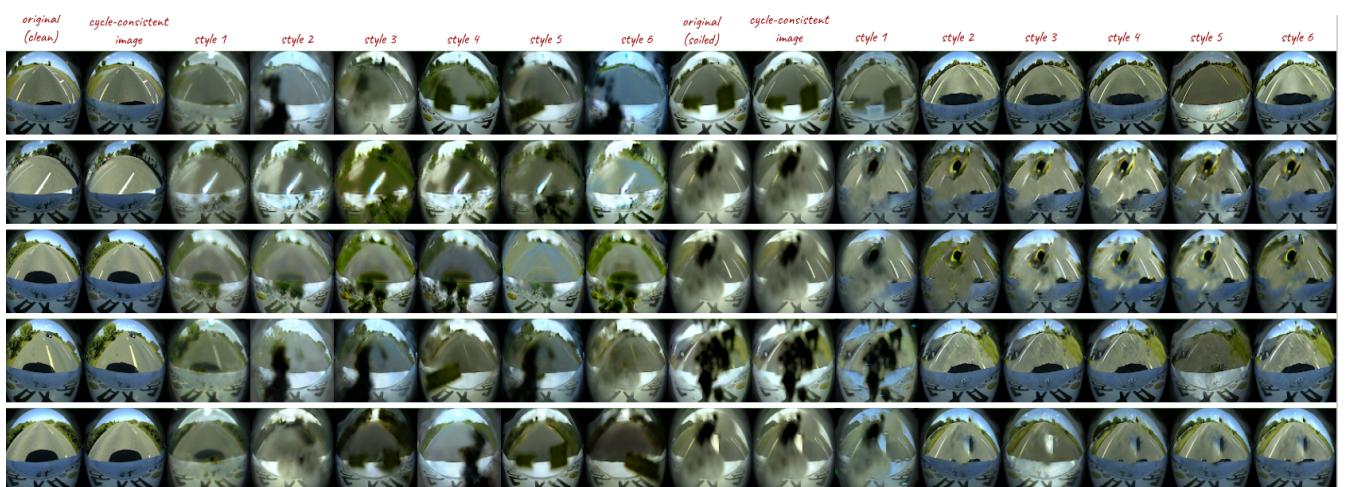 original (clean)
cycle-consistent image
style 1
style 2
style 3
style 4
style 5
style 6
original (soiled)
cycle-consistent image
style 1
style 2
style 3
style 4
style 5
style 6